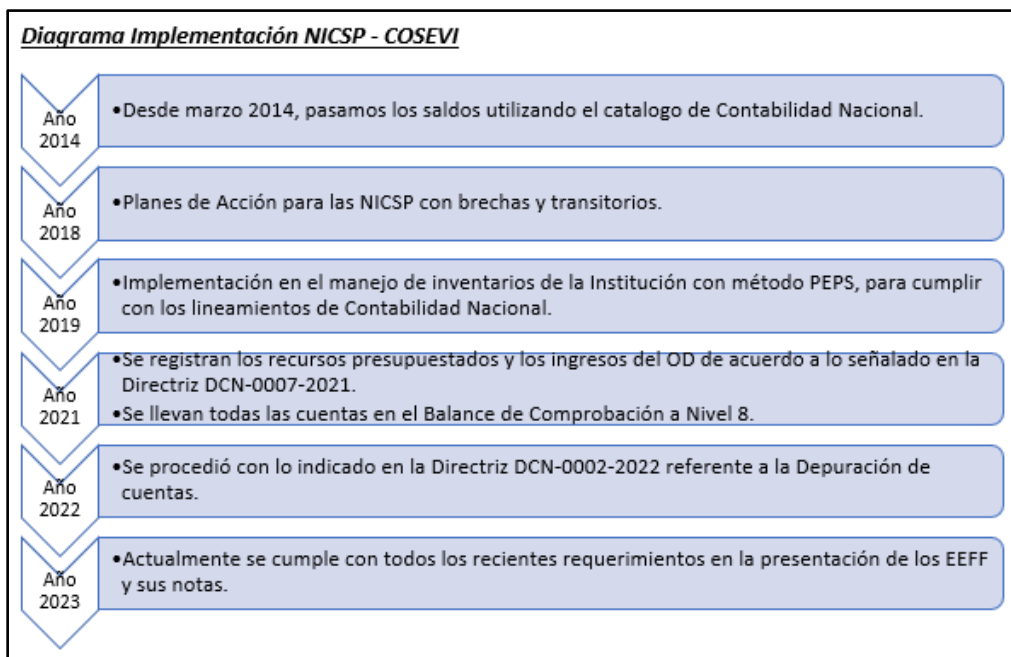 Diagrama Implementación NICSP - COSEVI
Año
2014
•Desde marzo 2014, pasamos los saldos utilizando el catalogo de Contabilidad Nacional.
Año
2018
•Planes de Acción para las NICSP con brechas y transitorios.
Año
2019
•Implementación en el manejo de inventarios de la Institución con método PEPS, para cumplir
con los lineamientos de Contabilidad Nacional.
Año
2021
•Se registran los recursos presupuestados y los ingresos del OD de acuerdo a lo señalado en la
Directriz DCN-0007-2021.
•Se llevan todas las cuentas en el Balance de Comprobación a Nivel 8.
Año
2022
•Se procedió con lo indicado en la Directriz DCN-0002-2022 referente a la Depuración de
cuentas.
Año
2023
•Actualmente se cumple con todos los recientes requerimientos en la presentación de los EEFF
y sus notas.